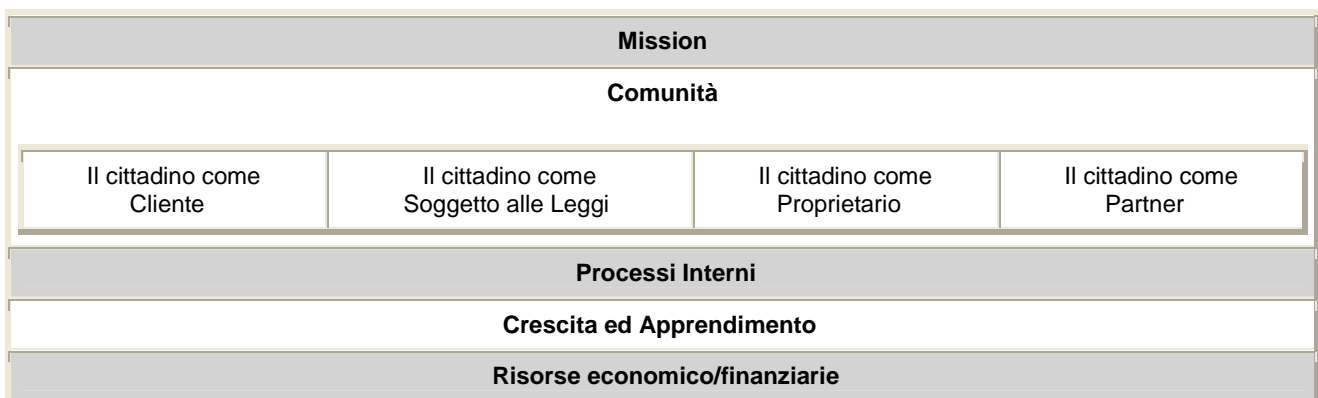 Mission
Comunità
Il cittadino come
Cliente
Il cittadino come
Soggetto alle Leggi
Il cittadino come
Proprietario
Il cittadino come
Partner
Processi Interni
Crescita ed Apprendimento
Risorse economico/finanziarie